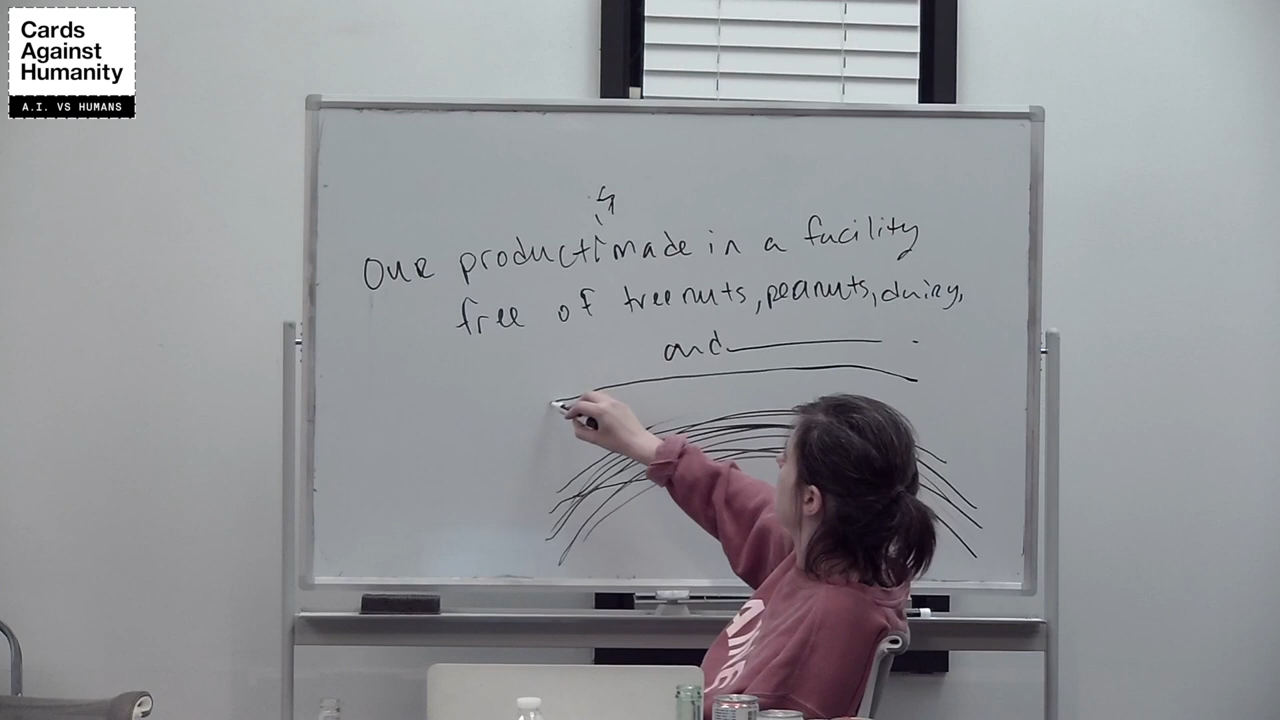 Cards
Against
Humanity
A.I. VS HUMANS
is
Our product made in a facility
free of tree nuts, peanuts, dairy,
and ________ .